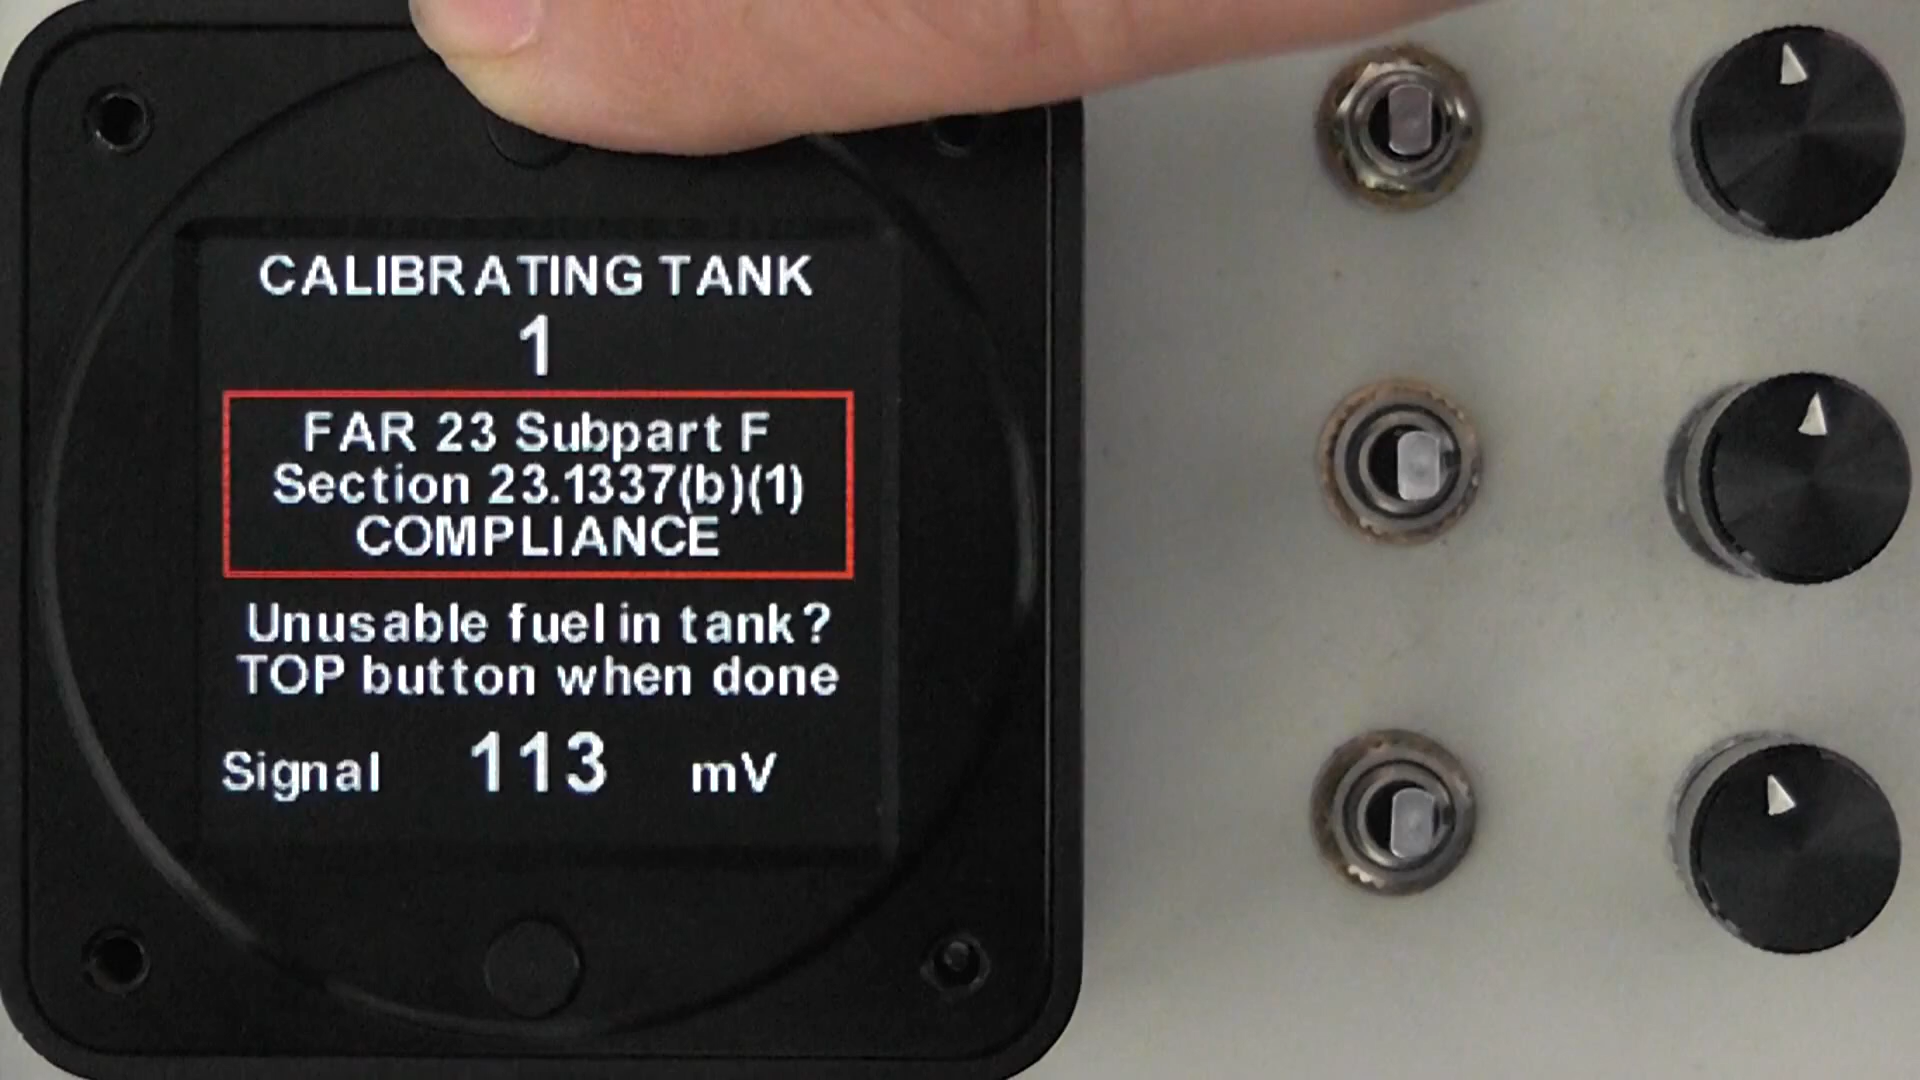 CALIBRATING TANK
1
FAR 23 Subpart F
Section 23.1337(b)(1)
COMPLIANCE
Unusable fuel in tank?
TOP button when done
Signal 113 mV